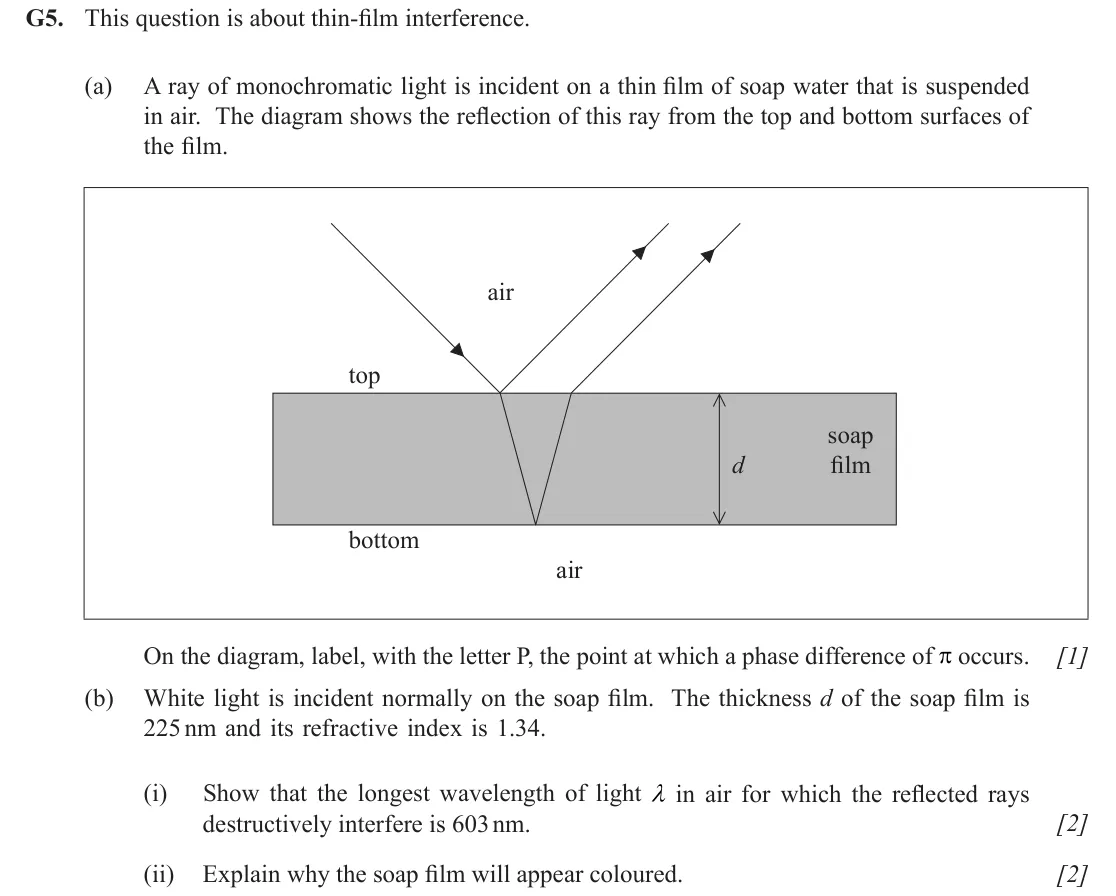 G5. This question is about thin-film interference.
(a) A ray of monochromatic light is incident on a thin film of soap water that is suspended
in air. The diagram shows the reflection of this ray from the top and bottom surfaces of
the film.
air
top
soap
film
d
bottom
air
On the diagram, label, with the letter P, the point at which a phase difference of π occurs. [1]
(b) White light is incident normally on the soap film. The thickness d of the soap film is
225 nm and its refractive index is 1.34.
(i) Show that the longest wavelength of light λ in air for which the reflected rays
destructively interfere is 603 nm. [2]
(ii) Explain why the soap film will appear coloured. [2]